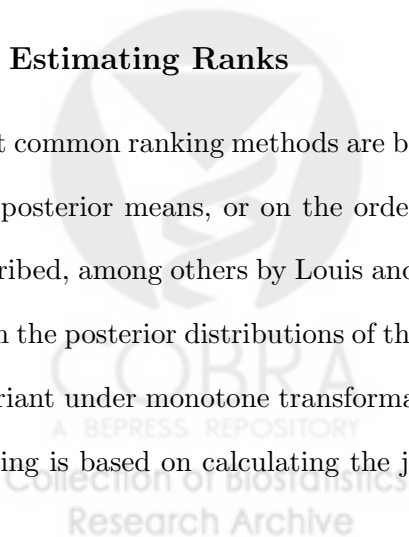 Estimating Ranks
t common ranking methods are b
posterior means, or on the orde
ribed, among others by Louis and
n the posterior distributions of th
riant under monotone transforma
ing is based on calculating the j
COBRA
A BEPRESS REPOSITORY
Collection of Biostatistics
Research Archive